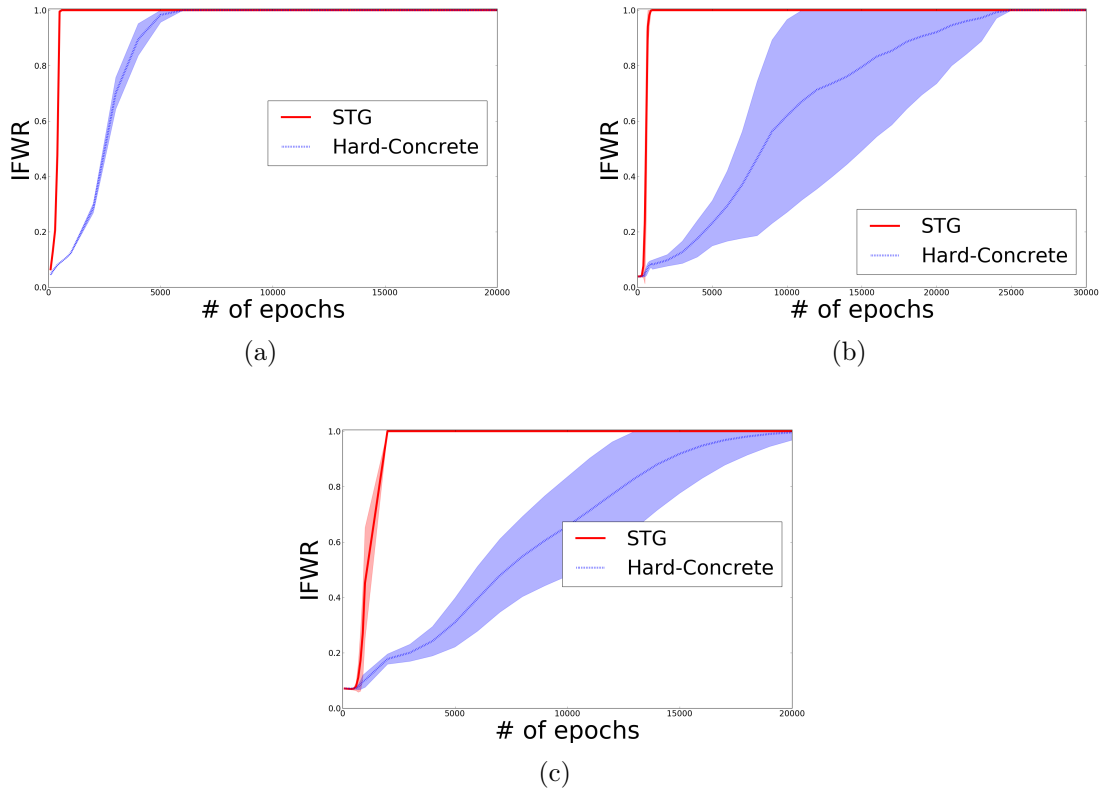 1.0
0.8
0.6
0.4
0.2
0.0
IFWR
STG
Hard-Concrete
0 5000 10000 15000 20000
# of epochs
(a)
1.0
0.8
0.6
0.4
0.2
0.0
IFWR
STG
Hard-Concrete
0 5000 10000 15000 20000 25000 30000
# of epochs
(b)
1.0
0.8
0.6
0.4
0.2
0.0
IFWR
STG
Hard-Concrete
0 5000 10000 15000 20000
# of epochs
(c)